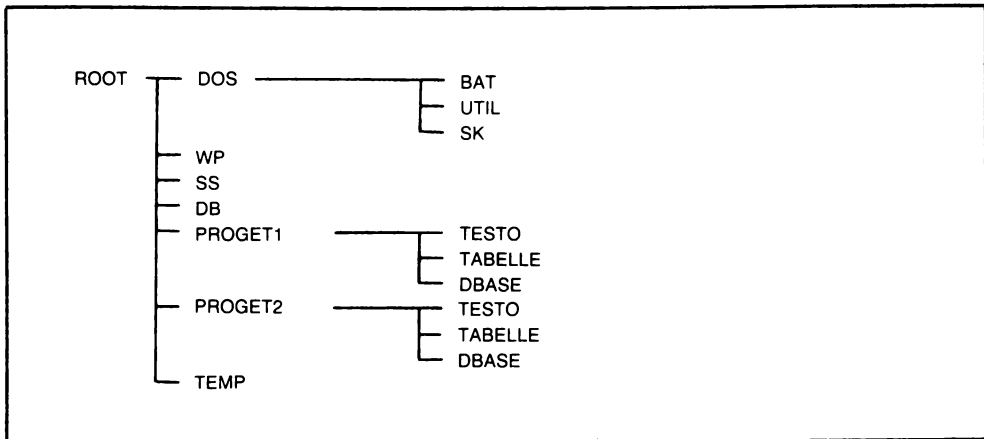 ROOT DOS BAT
UTIL
SK
WP
SS
DB
PROGET1 TESTO
TABELLE
DBASE
PROGET2 TESTO
TABELLE
DBASE
TEMP